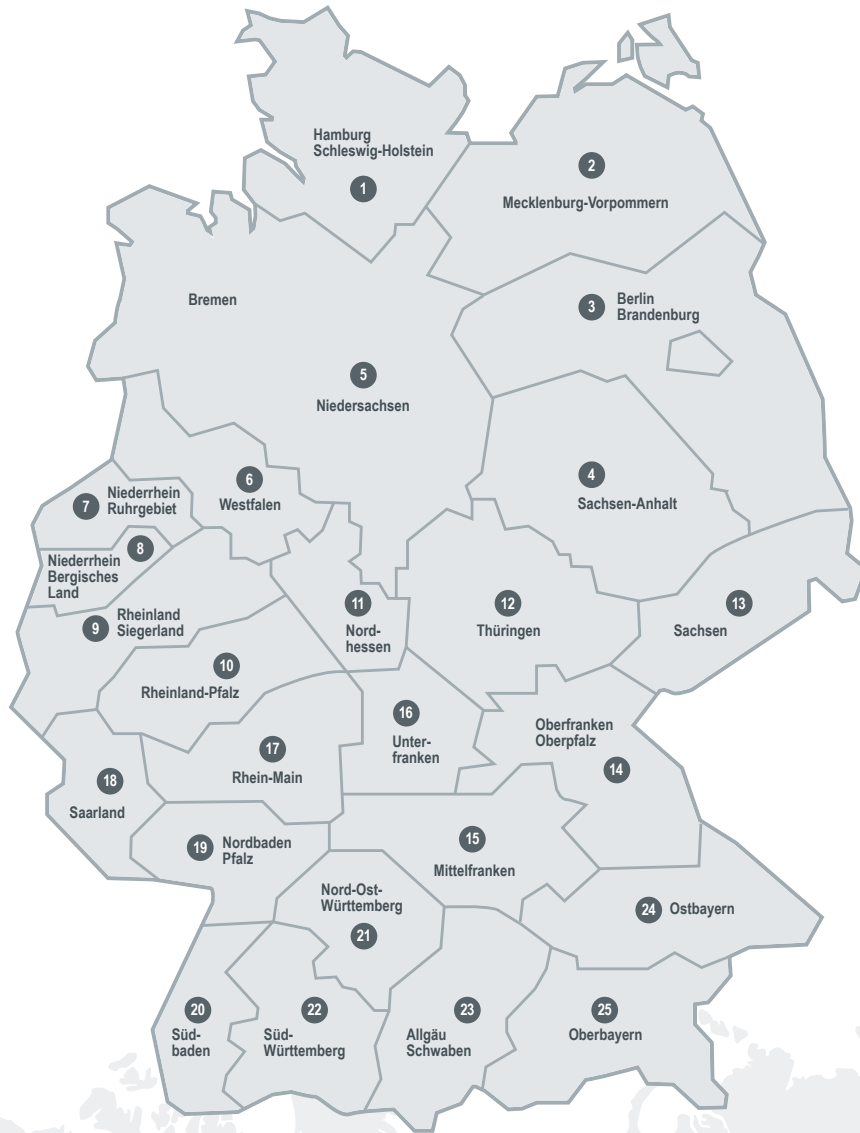 Hamburg
Schleswig-Holstein
1
2
Mecklenburg-Vorpommern
Bremen
3
Berlin
Brandenburg
5
Niedersachsen
4
Sachsen-Anhalt
6
Westfalen
7
Niederrhein
Ruhrgebiet
8
Niederrhein
Bergisches
Land
9
Rheinland
Siegerland
11
Nord-
hessen
12
Thüringen
13
Sachsen
10
Rheinland-Pfalz
16
Unter-
franken
Oberfranken
Oberpfalz
14
17
Rhein-Main
18
Saarland
19
Nordbaden
Pfalz
15
Mittelfranken
Nord-Ost-
Württemberg
21
24
Ostbayern
20
Süd-
baden
22
Süd-
Württemberg
23
Allgäu
Schwaben
25
Oberbayern